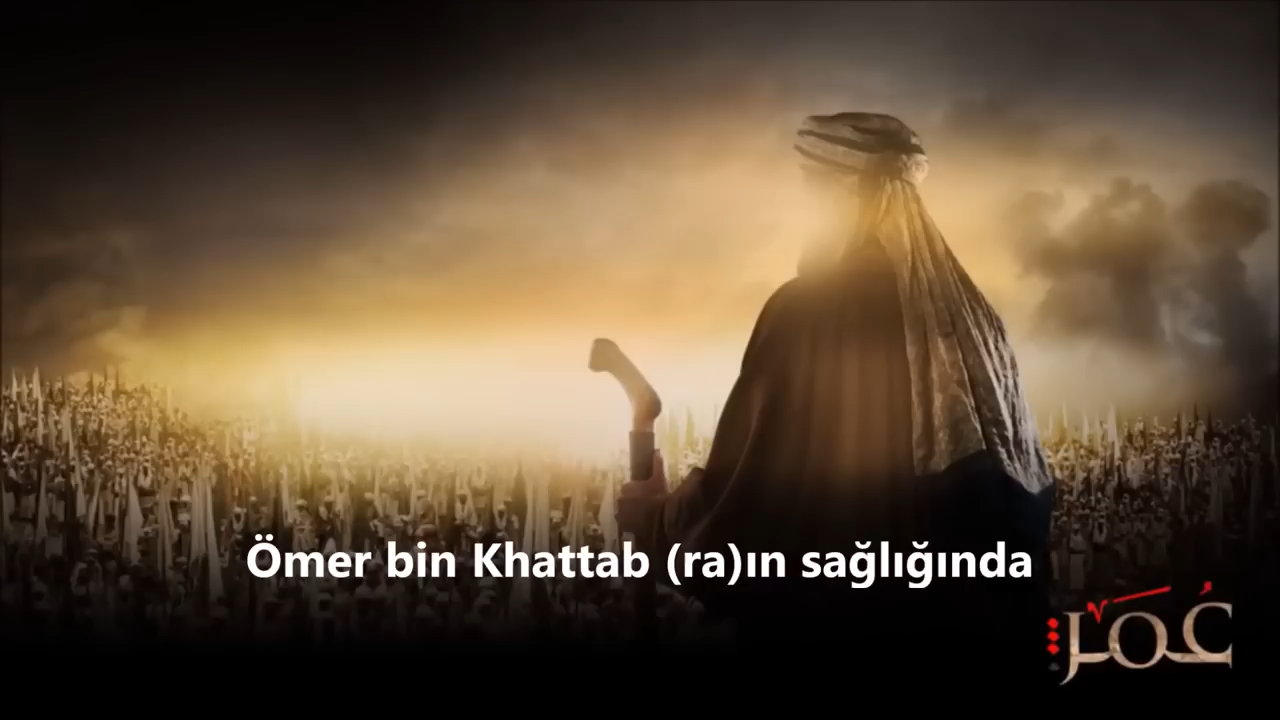 Ömer bin Khattab (ra)ın sağlığında
عُمَر